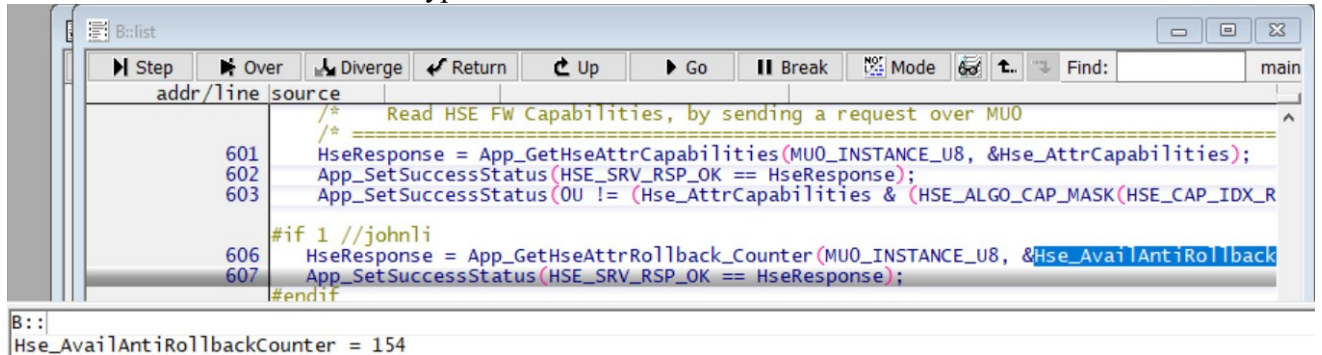 B::list
Step Over Diverge Return Up Go Break Mode t.. Find: main
addr/line source
/* Read HSE FW Capabilities, by sending a request over MU0
/* ================================================================================
601 HseResponse = App_GetHseAttrCapabilities(MU0_INSTANCE_U8, &Hse_AttrCapabilities);
602 App_SetSuccessStatus(HSE_SRV_RSP_OK == HseResponse);
603 App_SetSuccessStatus(0U != (Hse_AttrCapabilities & (HSE_ALGO_CAP_MASK(HSE_CAP_IDX_R
#if 1 //johnli
606 HseResponse = App_GetHseAttrRollback_Counter(MU0_INSTANCE_U8, &Hse_AvailAntiRollback
607 App_SetSuccessStatus(HSE_SRV_RSP_OK == HseResponse);
#endif
B::
Hse_AvailAntiRollbackCounter = 154